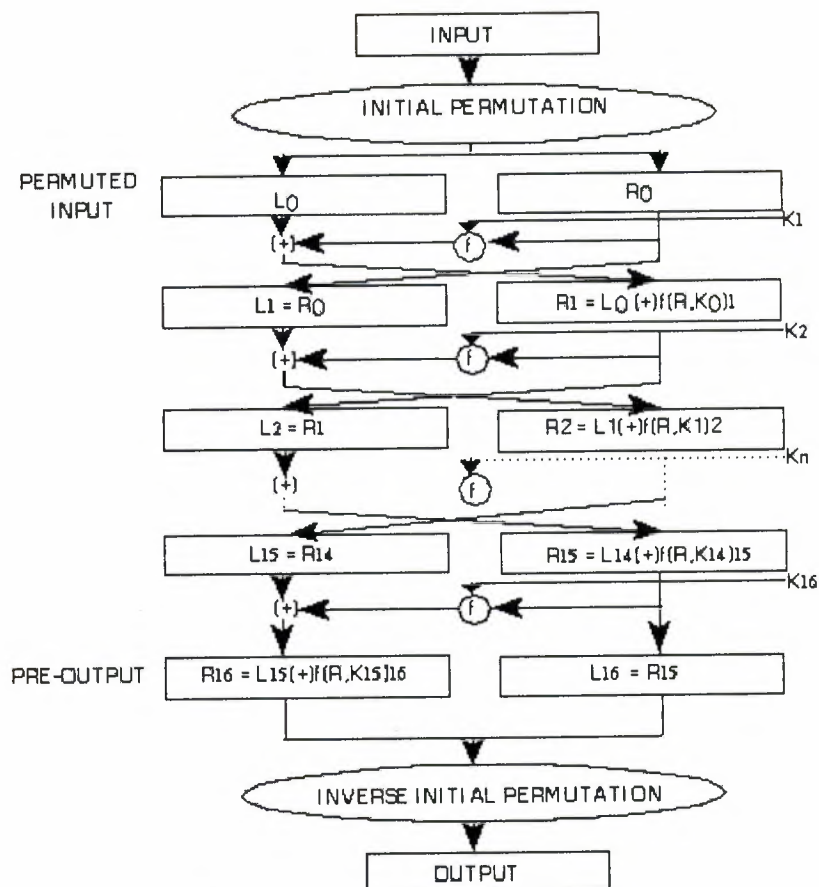 INPUT
INITIAL PERMUTATION
PERMUTED
INPUT
L0
R0
K1
(+)
f
L1 = R0
R1 = L0 (+)f(R,K0)1
K2
(+)
f
L2 = R1
R2 = L1(+)f(R,K1)2
Kn
(+)
f
L15 = R14
R15 = L14(+)f(R,K14)15
K16
(+)
f
PRE-OUTPUT
R16 = L15(+)f(R,K15)16
L16 = R15
INVERSE INITIAL PERMUTATION
OUTPUT